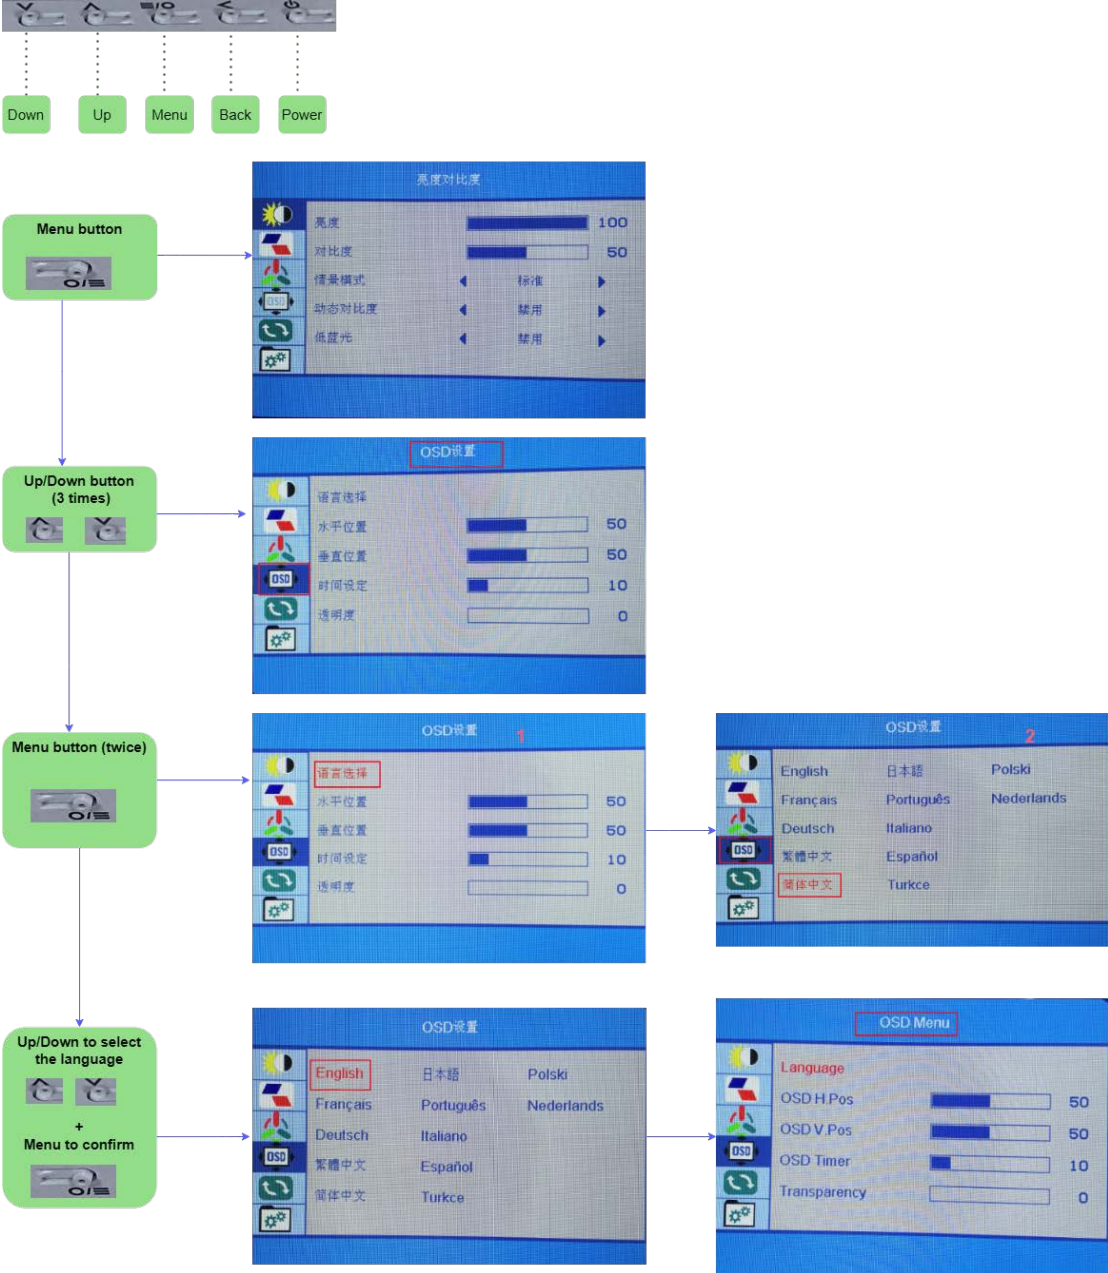 Down
Up
Menu
Back
Power
Menu button
亮度对比度
亮度 100
对比度 50
情景模式 标准
动态对比度 禁用
低蓝光 禁用
OSD
Up/Down button
(3 times)
OSD设置
语言选择
水平位置 50
垂直位置 50
时间设定 10
透明度 0
OSD
Menu button (twice)
OSD设置 1
语言选择
水平位置 50
垂直位置 50
时间设定 10
透明度 0
OSD
OSD设置 2
English 日本語 Polski
Français Português Nederlands
Deutsch Italiano
繁體中文 Español
简体中文 Turkce
OSD
Up/Down to select
the language
+
Menu to confirm
OSD设置
English 日本語 Polski
Français Português Nederlands
Deutsch Italiano
繁體中文 Español
简体中文 Turkce
OSD
OSD Menu
Language
OSD H.Pos 50
OSD V.Pos 50
OSD Timer 10
Transparency 0
OSD